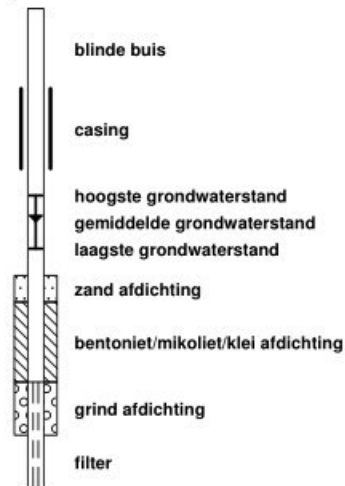 blinde buis
casing
hoogste grondwaterstand
gemiddelde grondwaterstand
laagste grondwaterstand
zand afdichting
bentoniet/mikoliet/klei afdichting
grind afdichting
filter